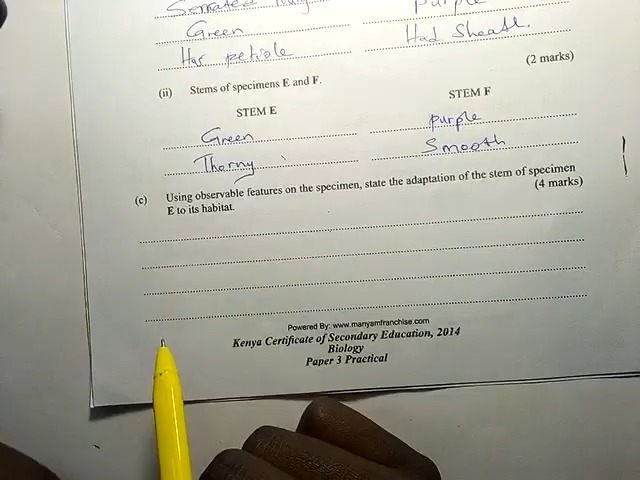 Serrated
Purple
Green
Had Sheath.
Has petiole
(2 marks)
(ii) Stems of specimens E and F.
STEM E
STEM F
Green
purple
Thorny
Smooth
(c) Using observable features on the specimen, state the adaptation of the stem of specimen
E to its habitat.
(4 marks)
Powered By: www.manyamfranchise.com
Kenya Certificate of Secondary Education, 2014
Biology
Paper 3 Practical